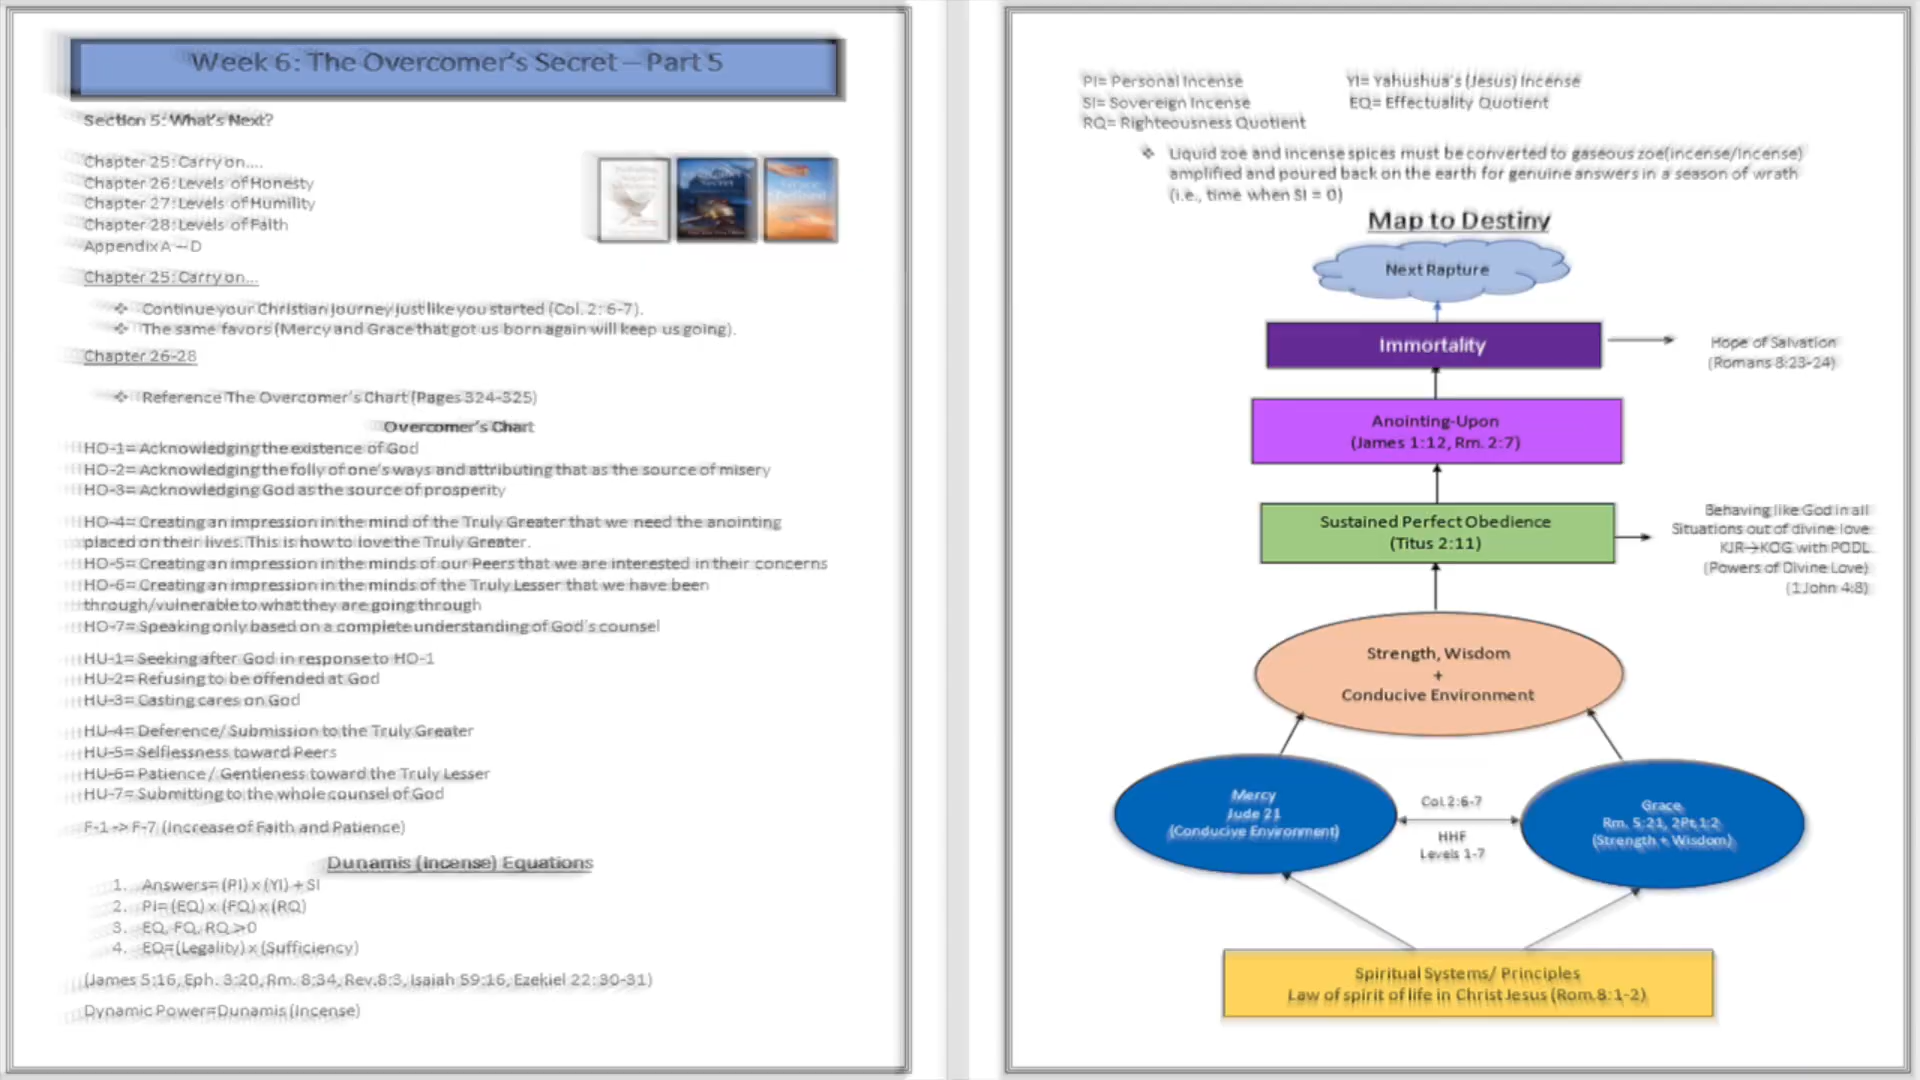 Week 6: The Overcomer's Secret – Part 5
Section 5: What's Next?
Chapter 25: Carry on....
Chapter 26: Levels of Honesty
Chapter 27: Levels of Humility
Chapter 28: Levels of Faith
Appendix A – D
Chapter 25: Carry on...
❖ Continue your Christian journey just like you started (Col. 2: 6-7).
❖ The same favors (Mercy and Grace that got us born again will keep us going).
Chapter 26-28
❖ Reference The Overcomer's Chart (Pages 324-325)
Overcomer's Chart
HO-1= Acknowledging the existence of God
HO-2= Acknowledging the folly of one's ways and attributing that as the source of misery
HO-3= Acknowledging God as the source of prosperity
HO-4= Creating an impression in the mind of the Truly Greater that we need the anointing
placed on their lives. This is how to love the Truly Greater.
HO-5= Creating an impression in the minds of our Peers that we are interested in their concerns
HO-6= Creating an impression in the minds of the Truly Lesser that we have been
through/vulnerable to what they are going through
HO-7= Speaking only based on a complete understanding of God's counsel
HU-1= Seeking after God in response to HO-1
HU-2= Refusing to be offended at God
HU-3= Casting cares on God
HU-4= Deference/ Submission to the Truly Greater
HU-5= Selflessness toward Peers
HU-6= Patience / Gentleness toward the Truly Lesser
HU-7= Submitting to the whole counsel of God
F-1 -> F-7 (Increase of Faith and Patience)
Dunamis (Incense) Equations
1. Answers= (PI) x (YI) + SI
2. PI= (EQ) x (FQ) x (RQ)
3. EQ, FQ, RQ >0
4. EQ=(Legality) x (Sufficiency)
(James 5:16, Eph. 3:20, Rm. 8:34, Rev.8:3, Isaiah 59:16, Ezekiel 22: 30-31)
Dynamic Power=Dunamis (Incense)
PI= Personal Incense YI= Yahushua's (Jesus) Incense
SI= Sovereign Incense EQ= Effectuality Quotient
RQ= Righteousness Quotient
❖ Liquid zoe and incense spices must be converted to gaseous zoe(incense/Incense)
amplified and poured back on the earth for genuine answers in a season of wrath
(i.e., time when SI = 0)
Map to Destiny
Next Rapture
Immortality
Hope of Salvation
(Romans 8:23-24)
Anointing-Upon
(James 1:12, Rm. 2:7)
Sustained Perfect Obedience
(Titus 2:11)
Behaving like God in all
Situations out of divine love
KJR→KOG with PODL
(Powers of Divine Love)
(1 John 4:8)
Strength, Wisdom
+
Conducive Environment
Mercy
Jude 21
(Conducive Environment)
Col.2:6-7
HHF
Levels 1-7
Grace
Rm. 5:21, 2Pt.1:2
(Strength + Wisdom)
Spiritual Systems/ Principles
Law of spirit of life in Christ Jesus (Rom.8:1-2)